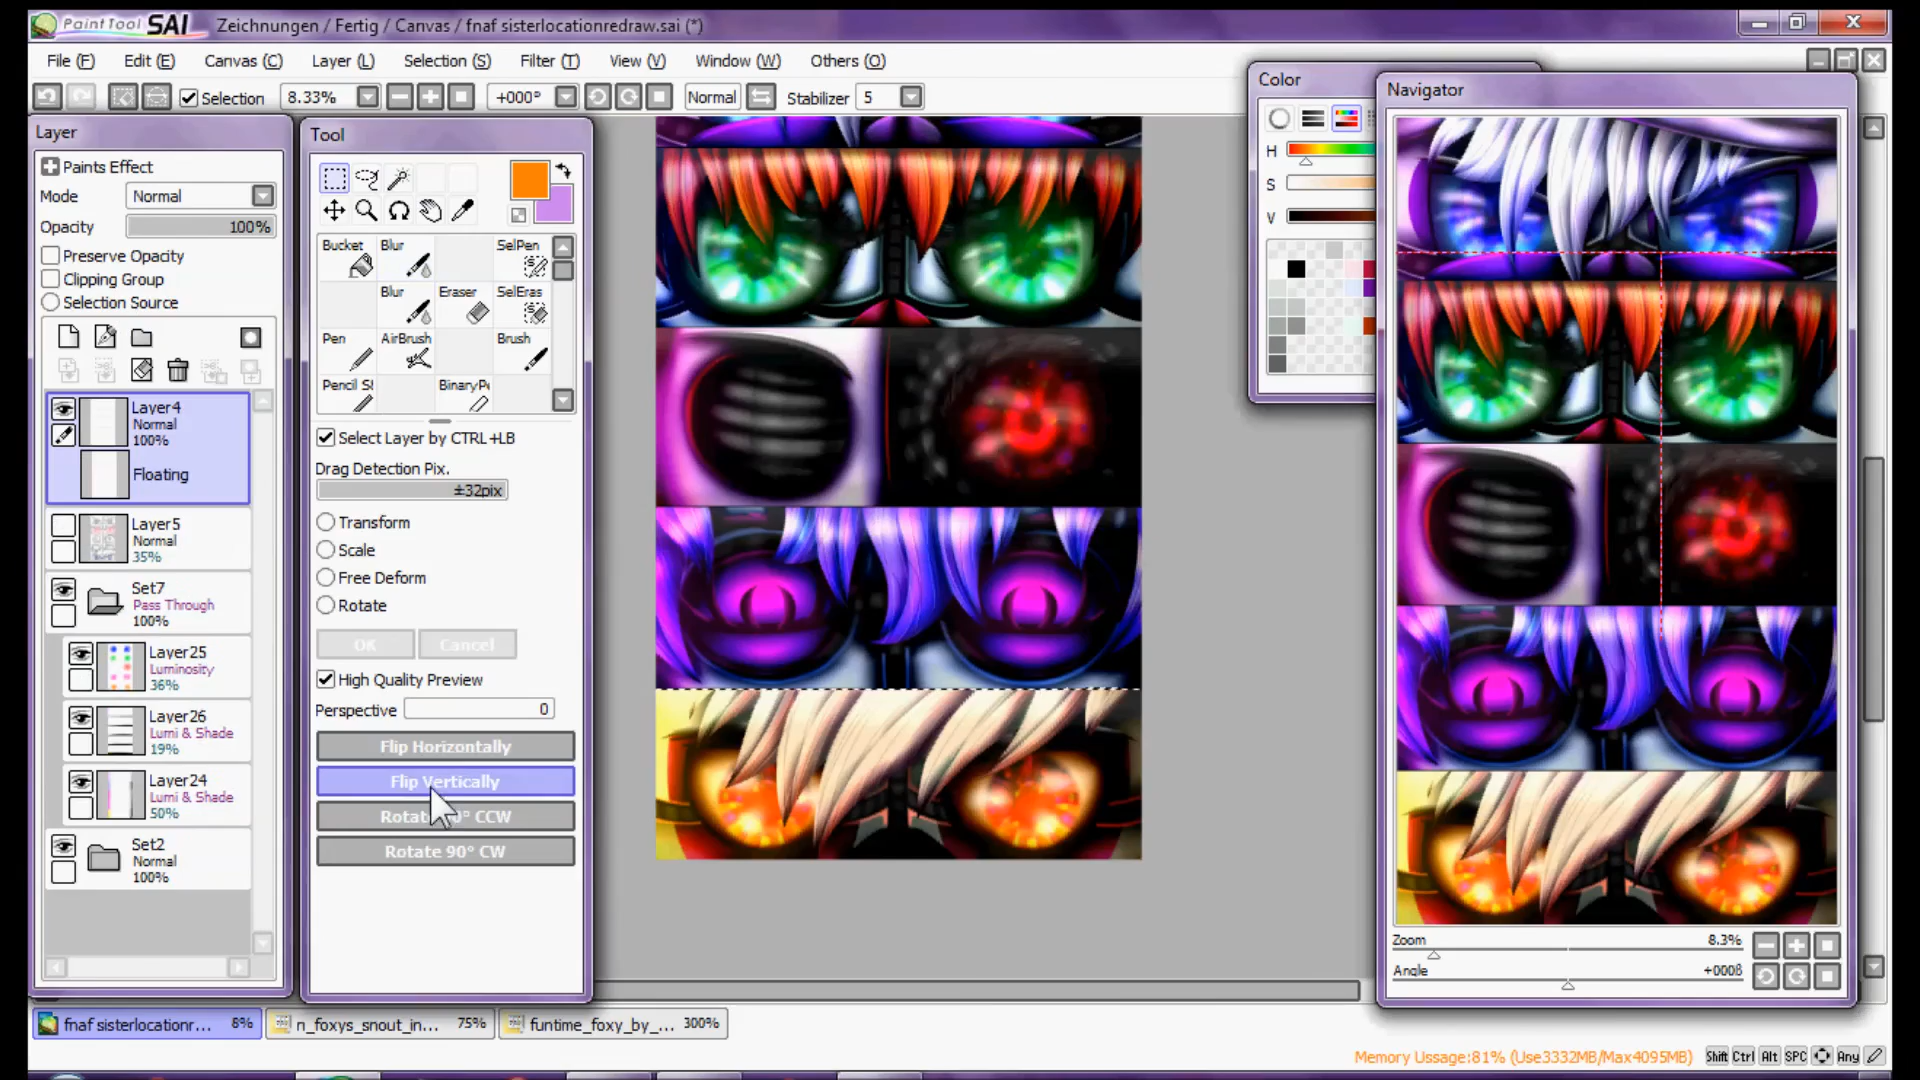 PaintTool SAI Zeichnungen / Fertig / Canvas / fnaf sisterlocationredraw.sai (*)
File (F) Edit (E) Canvas (C) Layer (L) Selection (S) Filter (T) View (V) Window (W) Others (O)
Selection 8.33% +000° Normal Stabilizer 5
Layer
Paints Effect
Mode Normal
Opacity 100%
Preserve Opacity
Clipping Group
Selection Source
Layer4
Normal
100%
Floating
Layer5
Normal
35%
Set7
Pass Through
100%
Layer25
Luminosity
36%
Layer26
Lumi & Shade
19%
Layer24
Lumi & Shade
50%
Set2
Normal
100%
Tool
Bucket Blur SelPen
Blur Eraser SelEras
Pen AirBrush Brush
Pencil BinaryPe
Select Layer by CTRL+LB
Drag Detection Pix.
±32pix
Transform
Scale
Free Deform
Rotate
OK Cancel
High Quality Preview
Perspective 0
Flip Horizontally
Flip Vertically
Rotate CCW
Rotate 90° CW
Color
H
S
V
Navigator
Zoom 8.3%
Angle +000ß
fnaf sisterlocationr... 8% n_foxys_snout_in... 75% funtime_foxy_by_... 300%
Memory Ussage:81% (Use3332MB/Max4095MB) Shift Ctrl Alt SPC Any